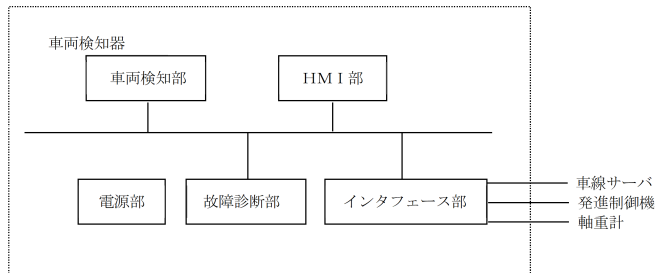 車両検知器
車両検知部
ＨＭＩ部
電源部
故障診断部
インタフェース部
車線サーバ
発進制御機
軸重計